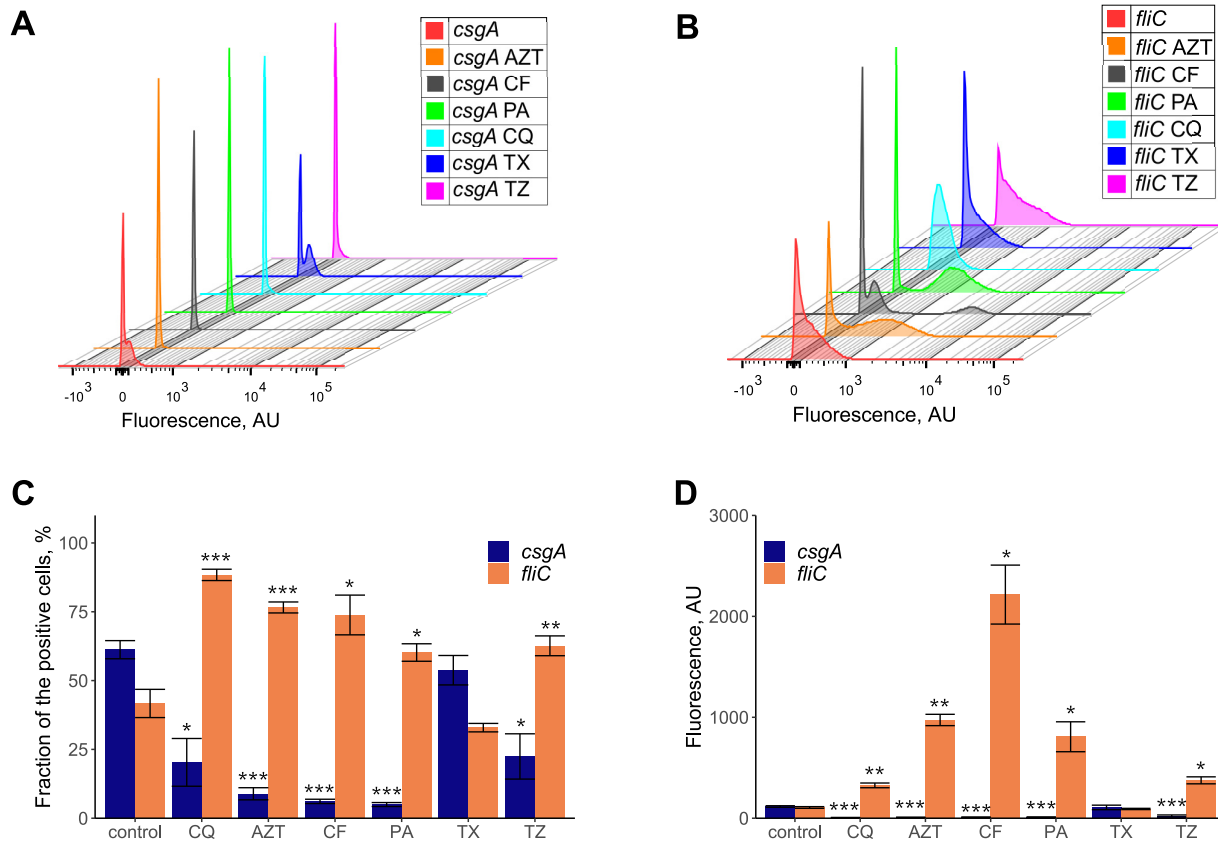 A
csgA
csgA AZT
csgA CF
csgA PA
csgA CQ
csgA TX
csgA TZ
-10³ 0 10³ 10⁴ 10⁵
Fluorescence, AU
B
fliC
fliC AZT
fliC CF
fliC PA
fliC CQ
fliC TX
fliC TZ
-10³ 0 10³ 10⁴ 10⁵
Fluorescence, AU
C
Fraction of the positive cells, %
100
75
50
25
0
csgA
fliC
* *** *** *** *** * *** * * **
control CQ AZT CF PA TX TZ
D
Fluorescence, AU
3000
2000
1000
0
csgA
fliC
*** ** *** ** *** * *** * *** *
control CQ AZT CF PA TX TZ